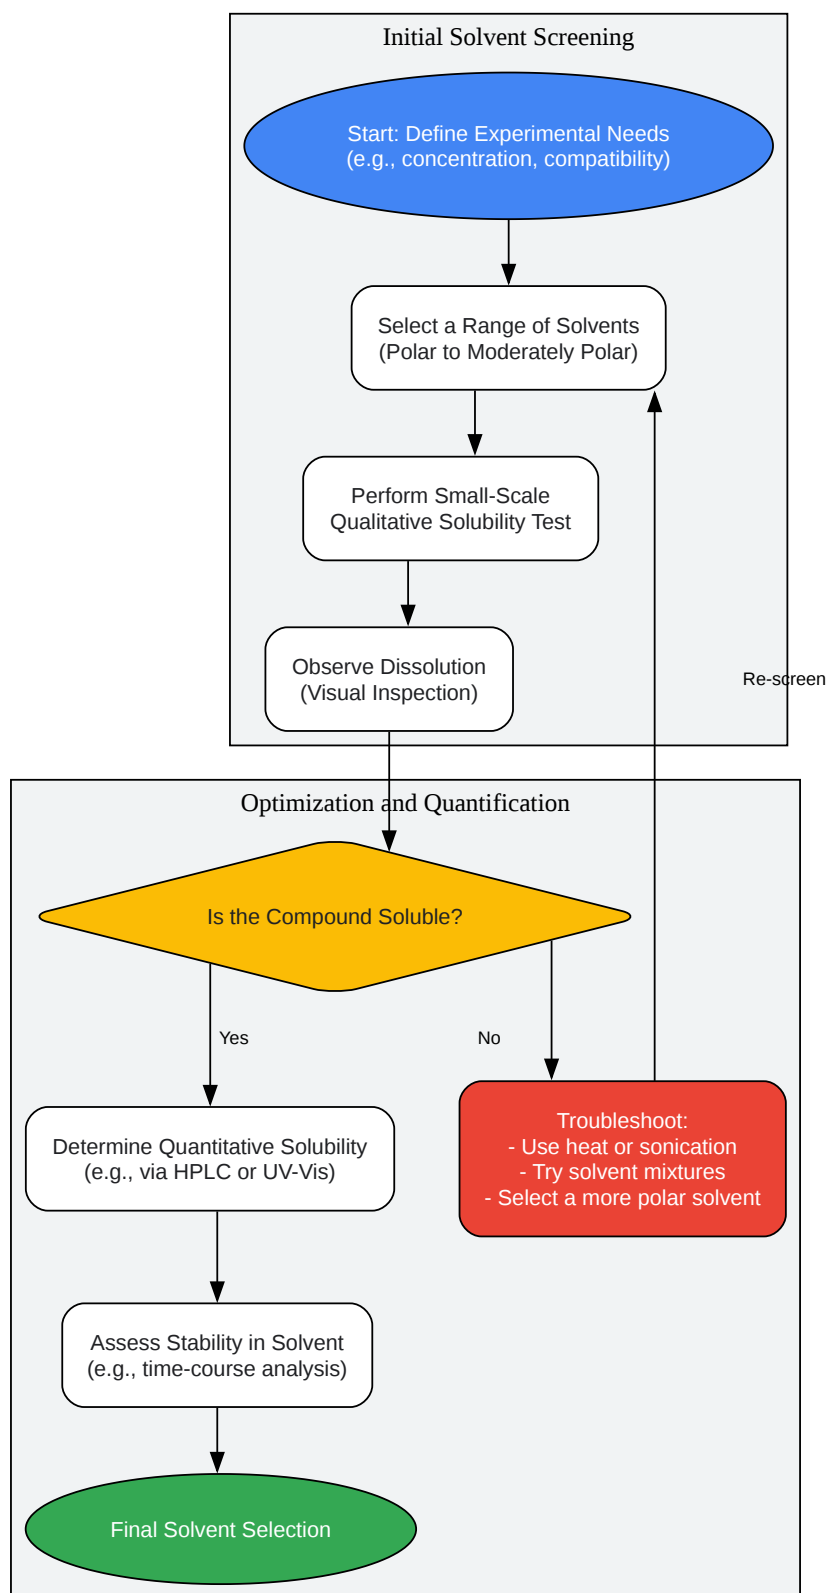 Initial Solvent Screening
Start: Define Experimental Needs
(e.g., concentration, compatibility)
Select a Range of Solvents
(Polar to Moderately Polar)
Perform Small-Scale
Qualitative Solubility Test
Observe Dissolution
(Visual Inspection)
Re-screen
Optimization and Quantification
Is the Compound Soluble?
Yes
No
Determine Quantitative Solubility
(e.g., via HPLC or UV-Vis)
Troubleshoot:
- Use heat or sonication
- Try solvent mixtures
- Select a more polar solvent
Assess Stability in Solvent
(e.g., time-course analysis)
Final Solvent Selection